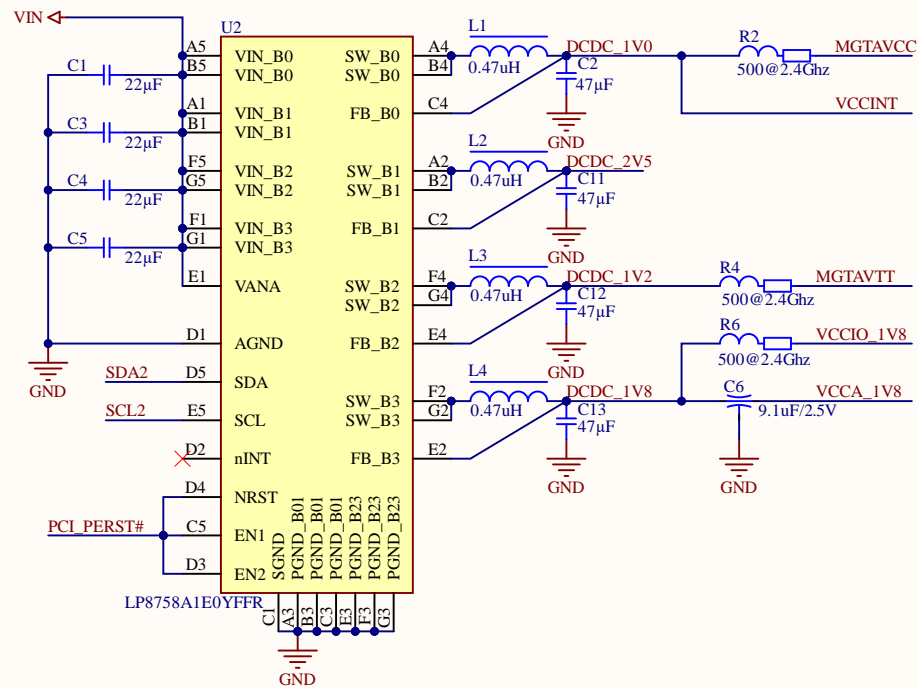 VIN
U2
L1
A5 VIN_B0 SW_B0 A4 DCDC_1V0 R2 MGTAVCC
C1 B5 VIN_B0 SW_B0 B4 0.47uH C2 500@2.4Ghz
22µF 47µF
A1 VIN_B1 FB_B0 C4 VCCINT
C3 B1 VIN_B1 GND
22µF L2
F5 VIN_B2 SW_B1 A2 DCDC_2V5
C4 G5 VIN_B2 SW_B1 B2 0.47uH C11
22µF 47µF
F1 VIN_B3 FB_B1 C2
C5 G1 VIN_B3 GND
22µF L3
E1 VANA SW_B2 F4 DCDC_1V2 R4 MGTAVTT
SW_B2 G4 0.47uH C12 500@2.4Ghz
47µF
D1 AGND FB_B2 E4 R6 VCCIO_1V8
GND GND 500@2.4Ghz
SDA2 D5 SDA L4
SW_B3 F2 DCDC_1V8 C6 VCCA_1V8
SCL2 E5 SCL SW_B3 G2 0.47uH C13 9.1uF/2.5V
47µF
D2 nINT FB_B3 E2
GND GND
D4 NRST
PCI_PERST# C5 EN1
D3 EN2
SGND PGND_B01 PGND_B01 PGND_B01 PGND_B23 PGND_B23 PGND_B23
LP8758A1E0YFFR
C1 A3 B3 C3 E3 F3 G3
GND